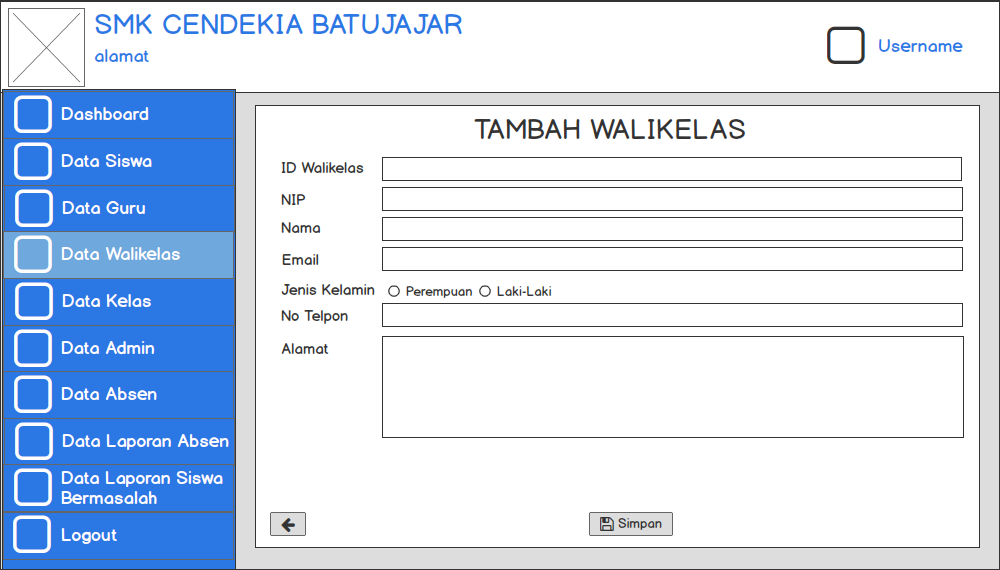 SMK CENDEKIA BATUJAJAR
alamat
Username
Dashboard
Data Siswa
Data Guru
Data Walikelas
Data Kelas
Data Admin
Data Absen
Data Laporan Absen
Data Laporan Siswa
Bermasalah
Logout
TAMBAH WALIKELAS
ID Walikelas
NIP
Nama
Email
Jenis Kelamin Perempuan Laki-Laki
No Telpon
Alamat
Simpan